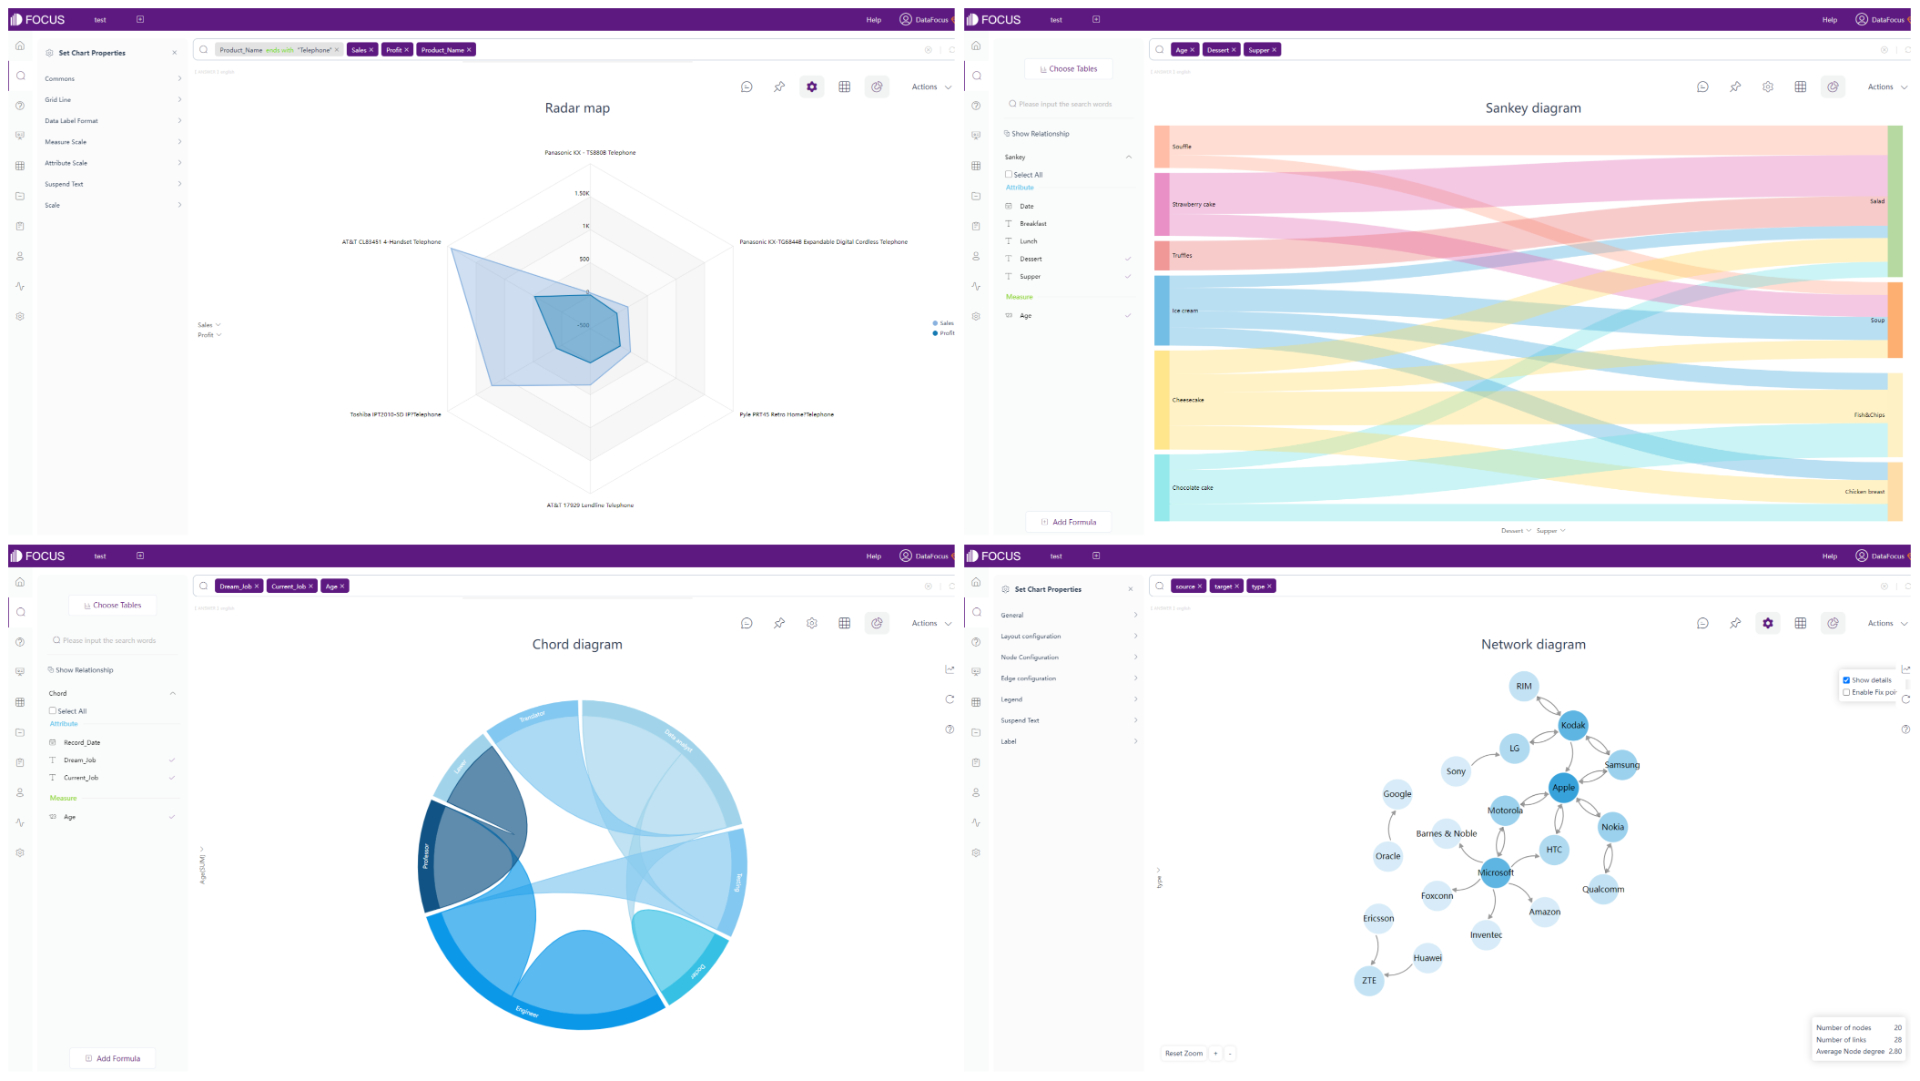 FOCUS test Help DataFocus
Set Chart Properties
Product_Name ends with "Telephone" Sales Profit Product_Name
Commons
Grid Line
Data Label Format
Measure Scale
Attribute Scale
Suspend Text
Scale
Actions
Radar map
Panasonic KX - TS880B Telephone
1.50K
1K
500
0
-500
AT&T CL83451 4-Handset Telephone
Panasonic KX-TG6844B Expandable Digital Cordless Telephone
Sales
Profit
Sales
Profit
Toshiba IPT2010-SD IP?Telephone
Pyle PRT45 Retro Home?Telephone
AT&T 17929 Lendline Telephone
FOCUS test Help DataFocus
Age Dessert Supper
Choose Tables
Please input the search words
Show Relationship
Sankey
Select All
Attribute
Date
Breakfast
Lunch
Dessert
Supper
Measure
Age
Add Formula
Actions
Sankey diagram
Souffle
Strawberry cake
Truffles
Ice cream
Cheesecake
Chocolate cake
Salad
Soup
Fish&Chips
Chicken breast
Dessert Supper
FOCUS test Help DataFocus
Dream_Job Current_Job Age
Choose Tables
Please input the search words
Show Relationship
Chord
Select All
Attribute
Record_Date
Dream_Job
Current_Job
Measure
Age
Add Formula
Actions
Chord diagram
Translator
Data analyst
Professor
Testing
Doctor
Engineer
Age(SUM)
FOCUS test Help DataFocus
Set Chart Properties
source target type
General
Layout configuration
Node Configuration
Edge configuration
Legend
Suspend Text
Label
Actions
Network diagram
Show details
Enable Fix poi
RIM
Kodak
LG
Samsung
Sony
Apple
Google
Motorola
Nokia
Barnes & Noble
HTC
Oracle
Microsoft
Qualcomm
Foxconn
Amazon
Ericsson
Inventec
Huawei
ZTE
type
Reset Zoom + -
Number of nodes 20
Number of links 28
Average Node degree 2.80